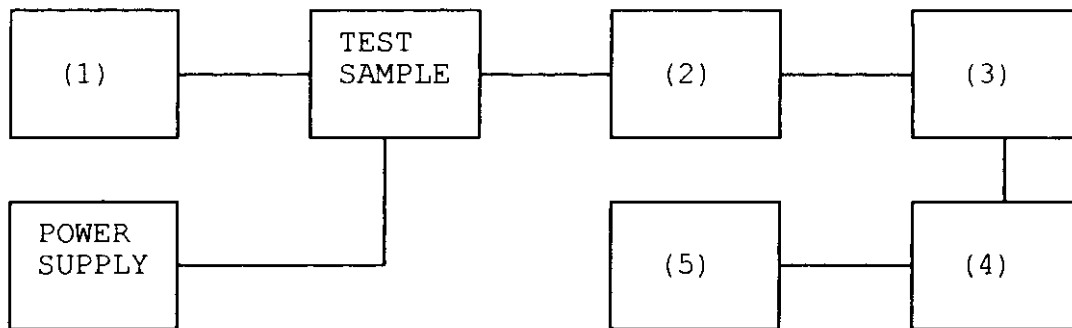 (1)
TEST
SAMPLE
(2)
(3)
POWER
SUPPLY
(5)
(4)